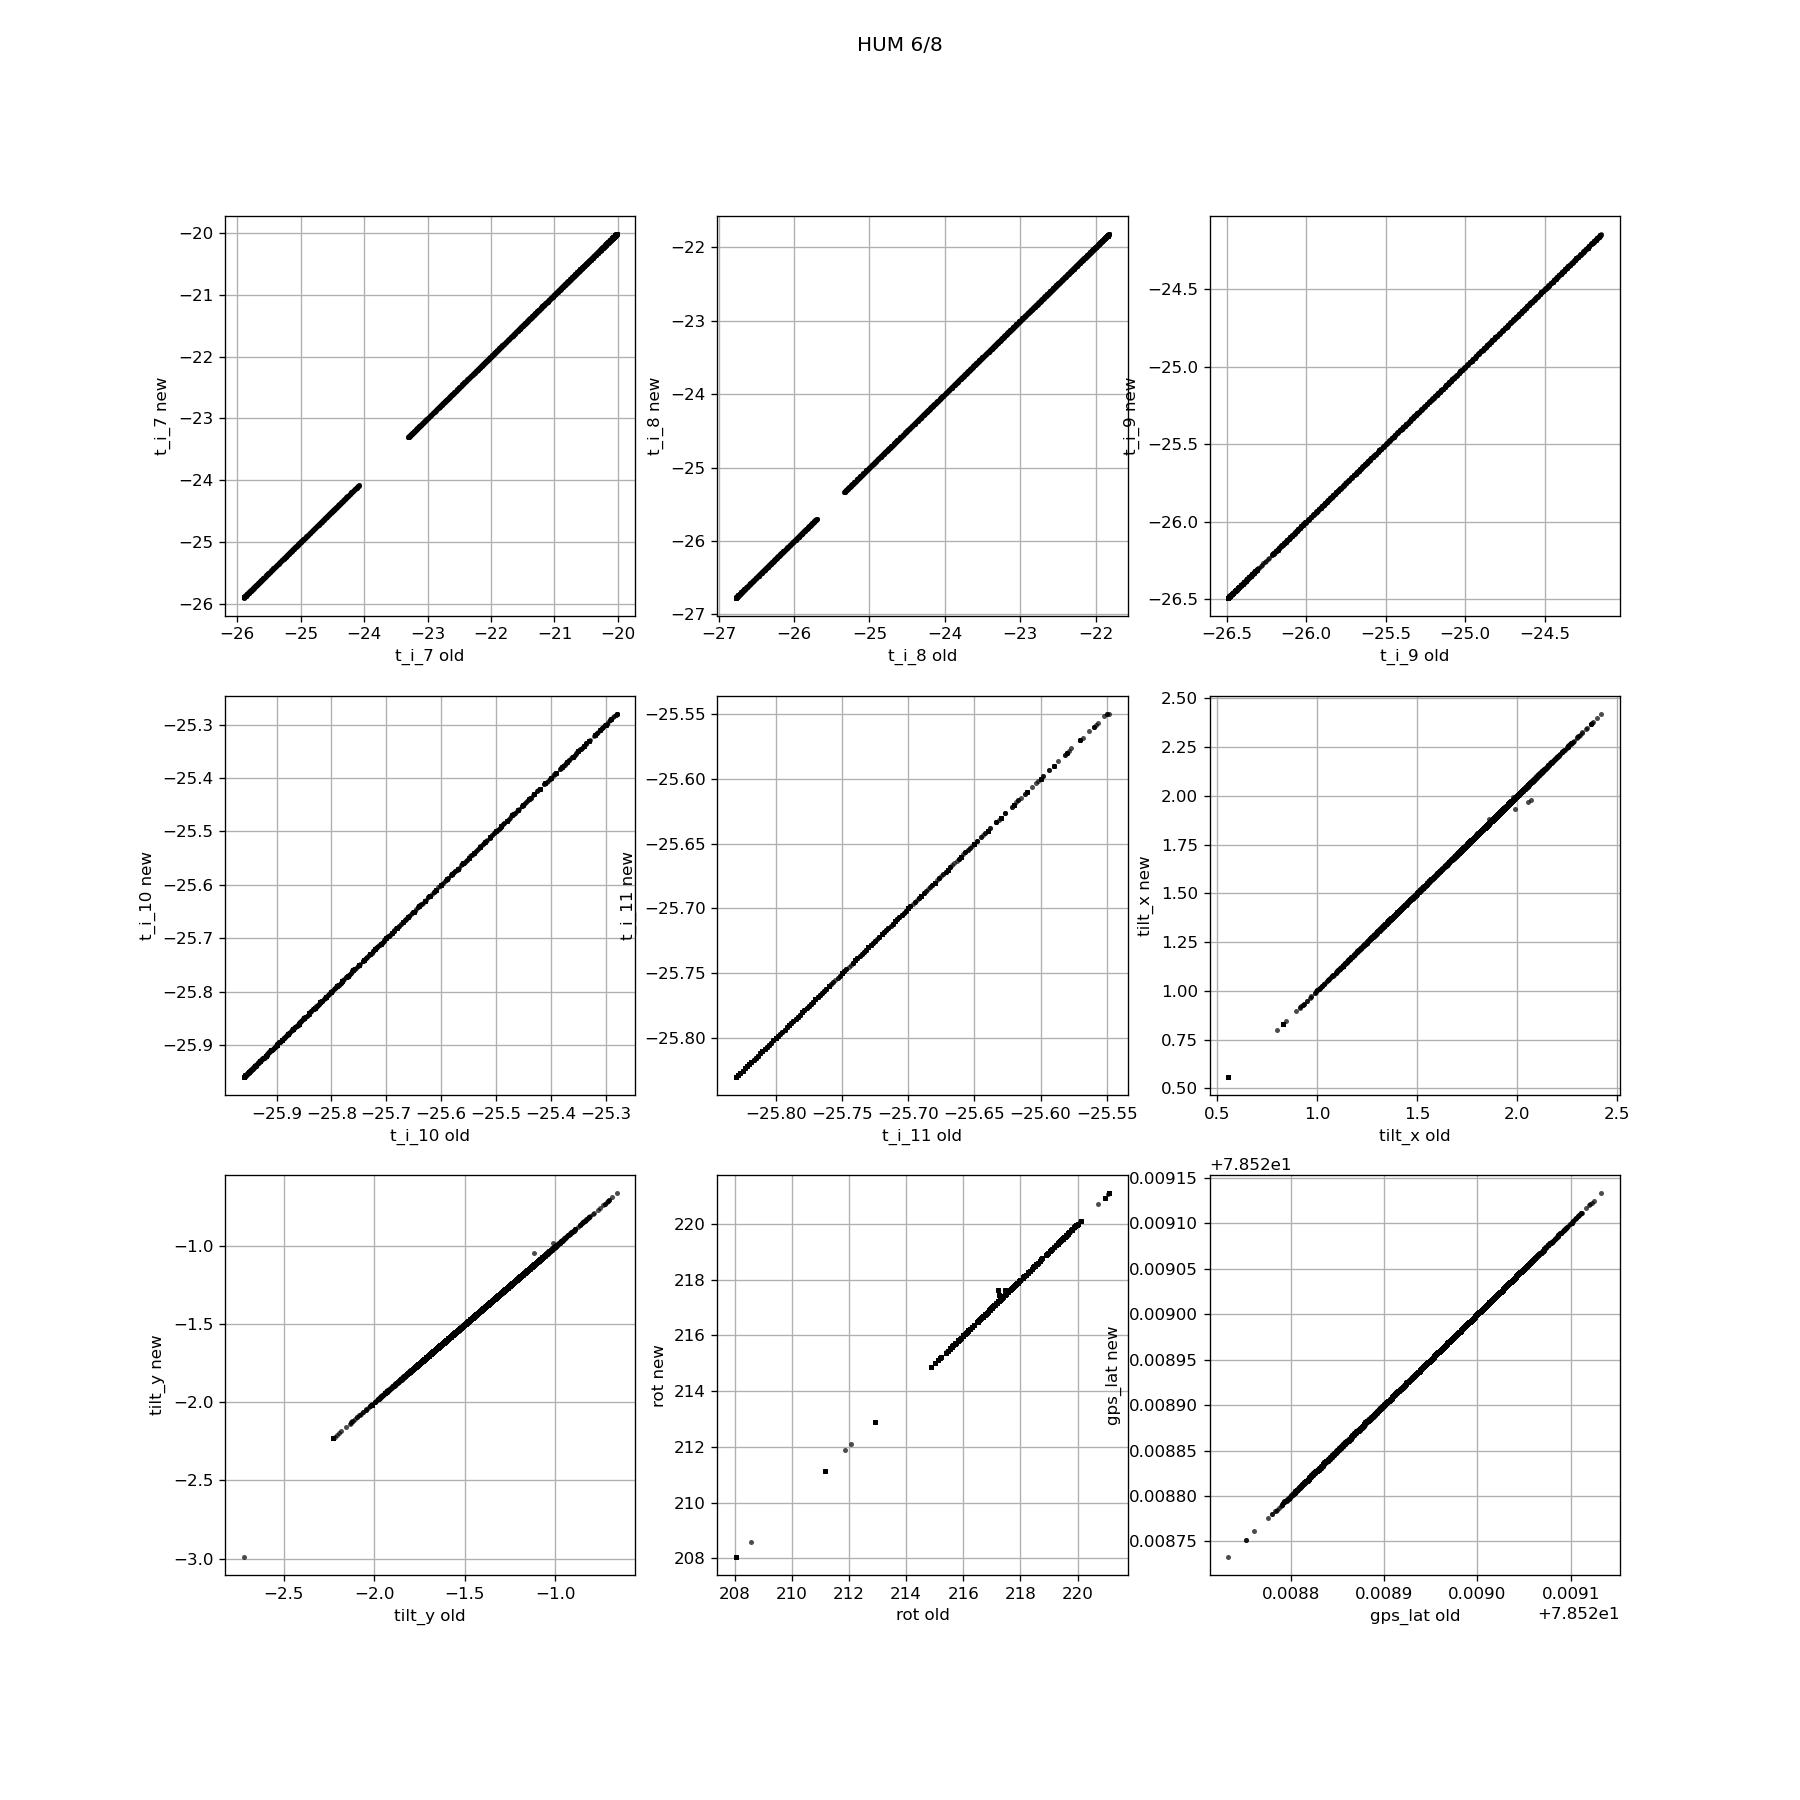 HUM 6/8
−20
−21
−22
−23
−24
−25
−26
t_i_7 new
−26 −25 −24 −23 −22 −21 −20
t_i_7 old
−22
−23
−24
−25
−26
−27
t_i_8 new
−27 −26 −25 −24 −23 −22
t_i_8 old
−24.5
−25.0
−25.5
−26.0
−26.5
t_i_9 new
−26.5 −26.0 −25.5 −25.0 −24.5
t_i_9 old
−25.3
−25.4
−25.5
−25.6
−25.7
−25.8
−25.9
t_i_10 new
−25.9 −25.8 −25.7 −25.6 −25.5 −25.4 −25.3
t_i_10 old
−25.55
−25.60
−25.65
−25.70
−25.75
−25.80
t_i_11 new
−25.80 −25.75 −25.70 −25.65 −25.60 −25.55
t_i_11 old
2.50
2.25
2.00
1.75
1.50
1.25
1.00
0.75
0.50
tilt_x new
0.5 1.0 1.5 2.0 2.5
tilt_x old
−1.0
−1.5
−2.0
−2.5
−3.0
tilt_y new
−2.5 −2.0 −1.5 −1.0
tilt_y old
220
218
216
214
212
210
208
rot new
208 210 212 214 216 218 220
rot old
+7.852e1
0.00915
0.00910
0.00905
0.00900
0.00895
0.00890
0.00885
0.00880
0.00875
gps_lat new
0.0088 0.0089 0.0090 0.0091
gps_lat old
+7.852e1